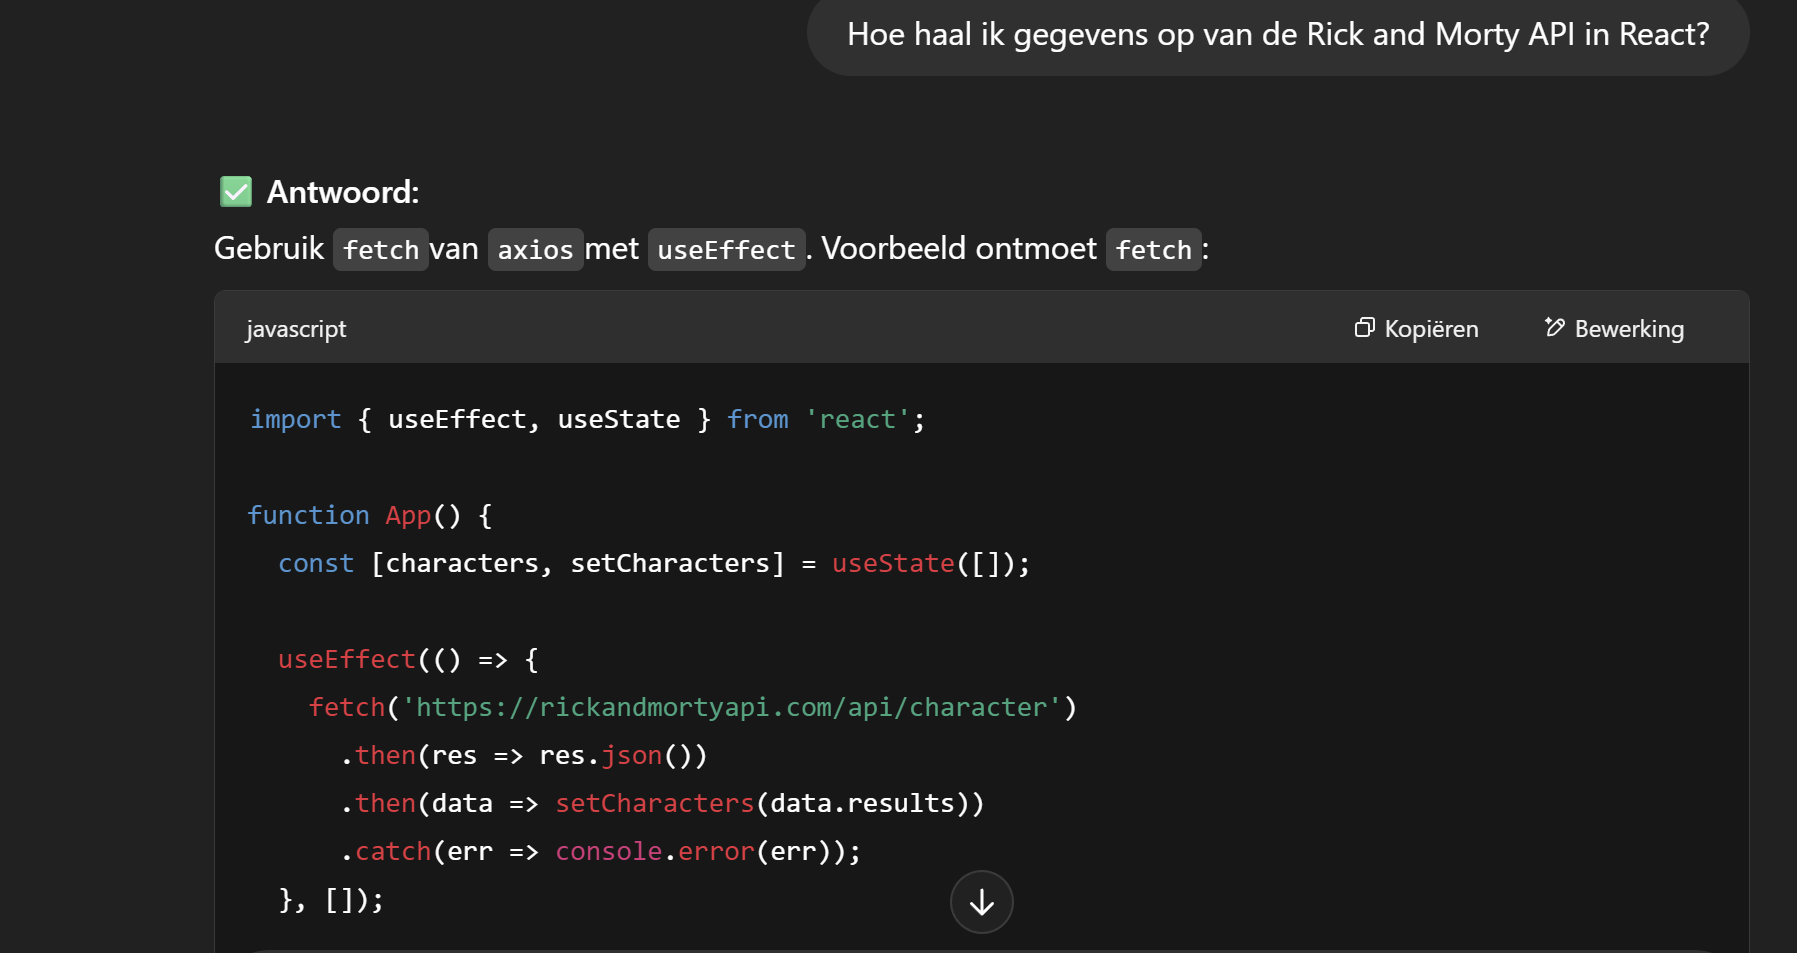 Hoe haal ik gegevens op van de Rick and Morty API in React?
✅ Antwoord:
Gebruik fetch van axios met useEffect. Voorbeeld ontmoet fetch:
javascript Kopiëren Bewerking
import { useEffect, useState } from 'react';
function App() {
  const [characters, setCharacters] = useState([]);
  useEffect(() => {
    fetch('https://rickandmortyapi.com/api/character')
      .then(res => res.json())
      .then(data => setCharacters(data.results))
      .catch(err => console.error(err));
  }, []);